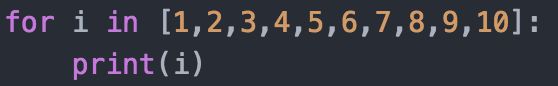 for i in [1,2,3,4,5,6,7,8,9,10]:
    print(i)